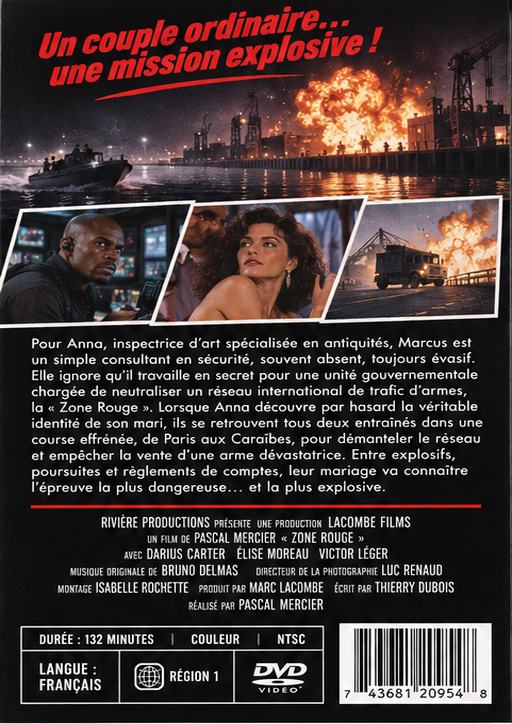 Un couple ordinaire...
une mission explosive !
Pour Anna, inspectrice d'art spécialisée en antiquités, Marcus est
un simple consultant en sécurité, souvent absent, toujours évasif.
Elle ignore qu'il travaille en secret pour une unité gouvernementale
chargée de neutraliser un réseau international de trafic d'armes,
la « Zone Rouge ». Lorsque Anna découvre par hasard la véritable
identité de son mari, ils se retrouvent tous deux entraînés dans une
course effrénée, de Paris aux Caraïbes, pour démanteler le réseau
et empêcher la vente d'une arme dévastatrice. Entre explosifs,
poursuites et règlements de comptes, leur mariage va connaître
l'épreuve la plus dangereuse... et la plus explosive.
RIVIÈRE PRODUCTIONS PRÉSENTE UNE PRODUCTION LACOMBE FILMS
UN FILM DE PASCAL MERCIER « ZONE ROUGE »
AVEC DARIUS CARTER ÉLISE MOREAU VICTOR LÉGER
MUSIQUE ORIGINALE DE BRUNO DELMAS DIRECTEUR DE LA PHOTOGRAPHIE LUC RENAUD
MONTAGE ISABELLE ROCHETTE PRODUIT PAR MARC LACOMBE ÉCRIT PAR THIERRY DUBOIS
RÉALISÉ PAR PASCAL MERCIER
DURÉE : 132 MINUTES | COULEUR | NTSC
LANGUE :
FRANÇAIS
RÉGION 1
DVD
VIDEO
7 43681 20954 8